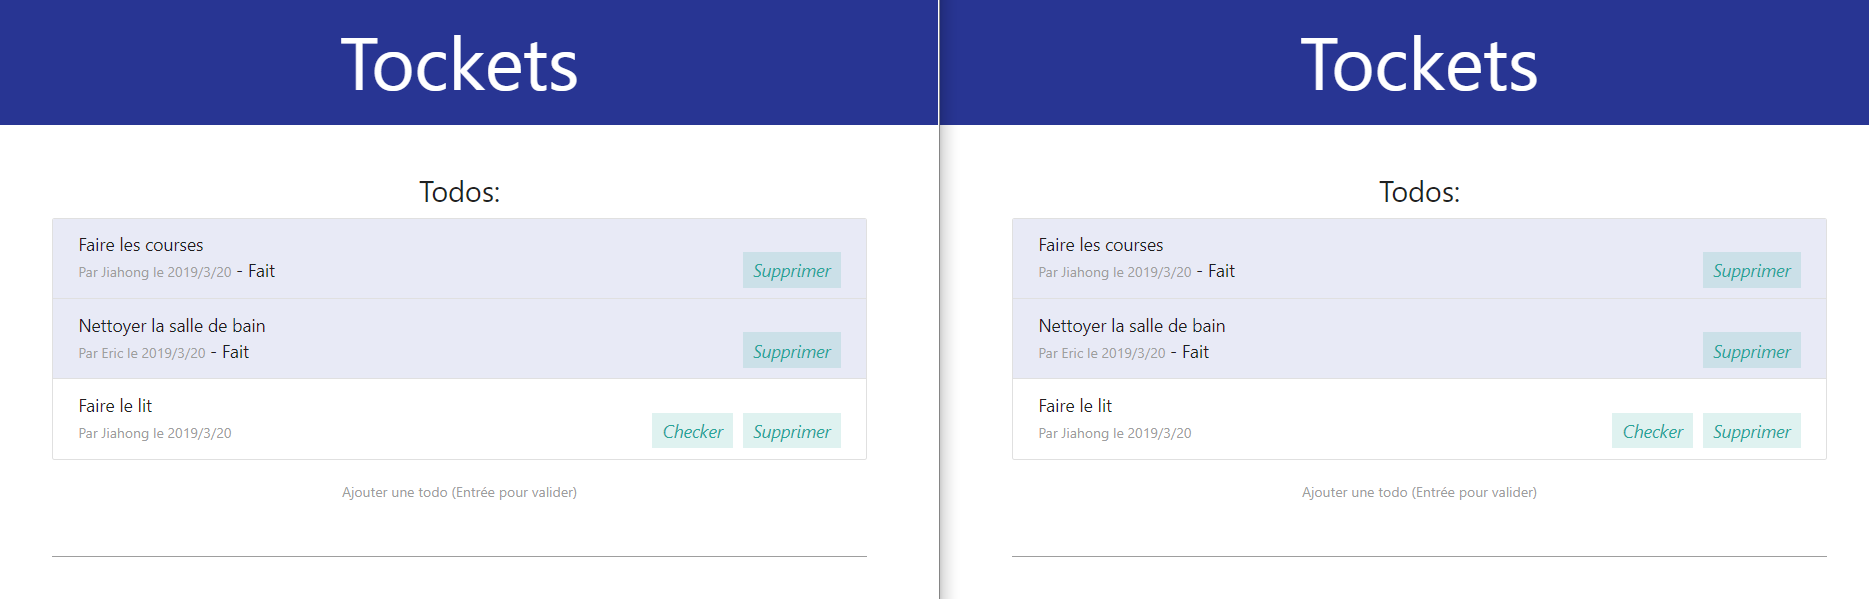 Tockets
Todos:
Faire les courses
Par Jiahong le 2019/3/20 - Fait
Supprimer
Nettoyer la salle de bain
Par Eric le 2019/3/20 - Fait
Supprimer
Faire le lit
Par Jiahong le 2019/3/20
Checker Supprimer
Ajouter une todo (Entrée pour valider)
Tockets
Todos:
Faire les courses
Par Jiahong le 2019/3/20 - Fait
Supprimer
Nettoyer la salle de bain
Par Eric le 2019/3/20 - Fait
Supprimer
Faire le lit
Par Jiahong le 2019/3/20
Checker Supprimer
Ajouter une todo (Entrée pour valider)